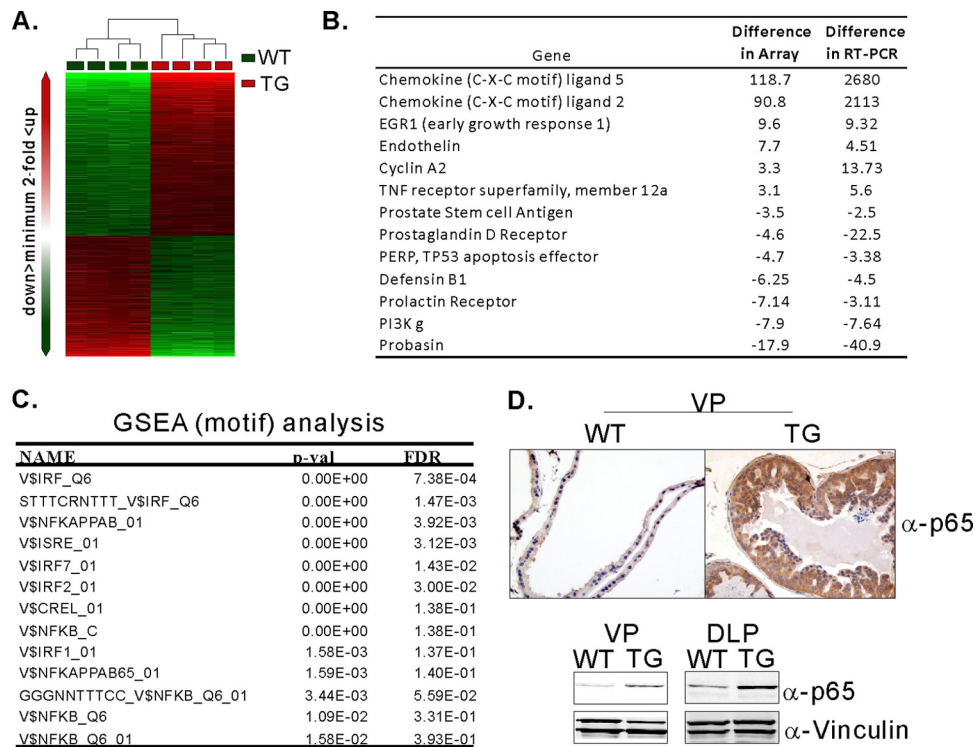 A.
WT
TG
down>minimum 2-fold <up
B.
Gene Difference in Array Difference in RT-PCR
Chemokine (C-X-C motif) ligand 5 118.7 2680
Chemokine (C-X-C motif) ligand 2 90.8 2113
EGR1 (early growth response 1) 9.6 9.32
Endothelin 7.7 4.51
Cyclin A2 3.3 13.73
TNF receptor superfamily, member 12a 3.1 5.6
Prostate Stem cell Antigen -3.5 -2.5
Prostaglandin D Receptor -4.6 -22.5
PERP, TP53 apoptosis effector -4.7 -3.38
Defensin B1 -6.25 -4.5
Prolactin Receptor -7.14 -3.11
PI3K g -7.9 -7.64
Probasin -17.9 -40.9
C.
GSEA (motif) analysis
NAME p-val FDR
V$IRF_Q6 0.00E+00 7.38E-04
STTTCRNTTT_V$IRF_Q6 0.00E+00 1.47E-03
V$NFKAPPAB_01 0.00E+00 3.92E-03
V$ISRE_01 0.00E+00 3.12E-03
V$IRF7_01 0.00E+00 1.43E-02
V$IRF2_01 0.00E+00 3.00E-02
V$CREL_01 0.00E+00 1.38E-01
V$NFKB_C 0.00E+00 1.38E-01
V$IRF1_01 1.58E-03 1.37E-01
V$NFKAPPAB65_01 1.59E-03 1.40E-01
GGGNNTTTCC_V$NFKB_Q6_01 3.44E-03 5.59E-02
V$NFKB_Q6 1.09E-02 3.31E-01
V$NFKB_Q6_01 1.58E-02 3.93E-01
D.
VP
WT TG
α-p65
VP DLP
WT TG WT TG
α-p65
α-Vinculin